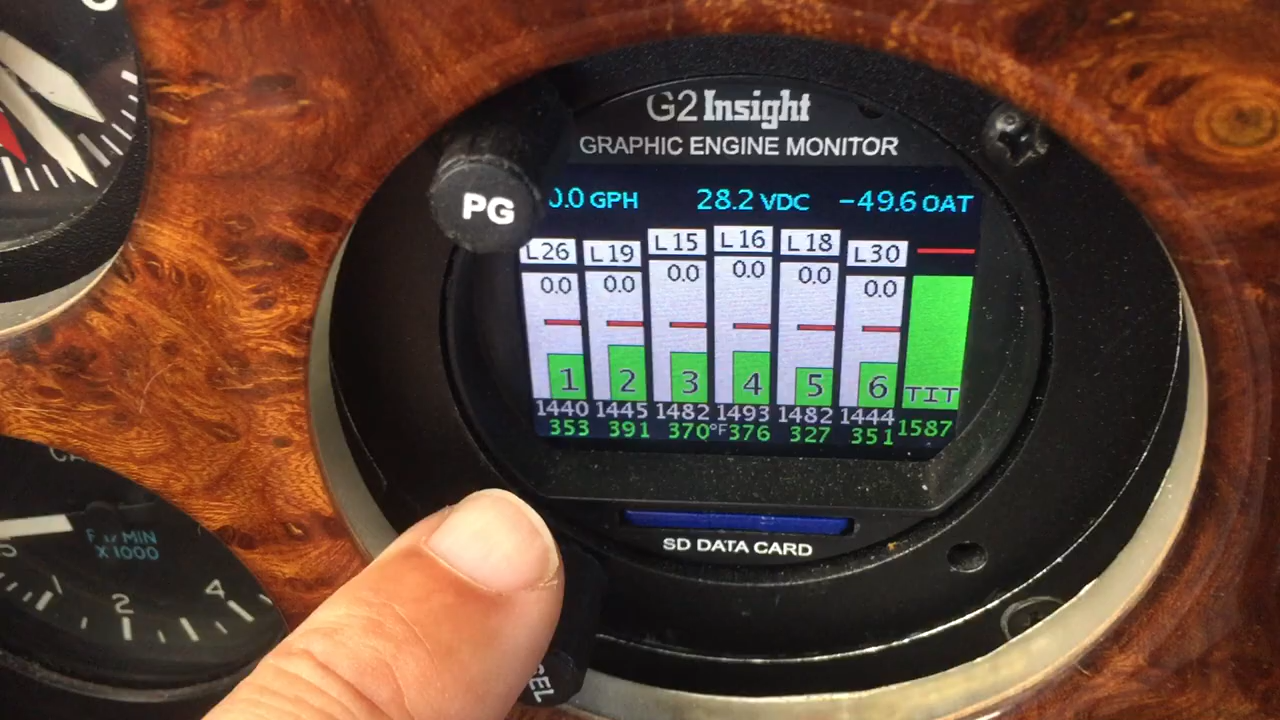 G2 Insight
GRAPHIC ENGINE MONITOR
PG
0.0 GPH 28.2 VDC -49.6 OAT
L26 L19 L15 L16 L18 L30
0.0 0.0 0.0 0.0 0.0 0.0
1 2 3 4 5 6 TIT
1440 1445 1482 1493 1482 1444
353 391 370 °F 376 327 351 1587
SD DATA CARD
MIN
X1000
1 2 4